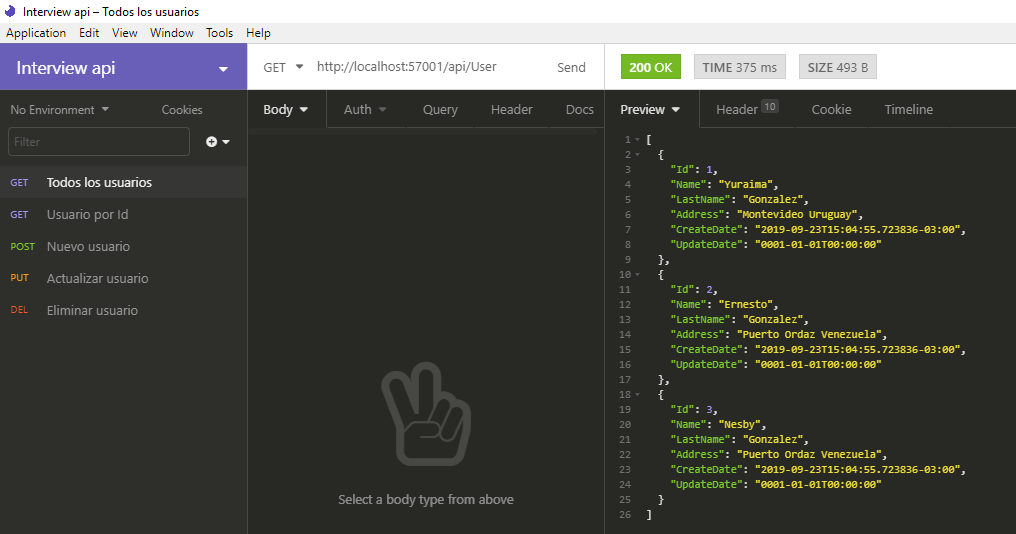 Interview api – Todos los usuarios
Application Edit View Window Tools Help
Interview api
GET http://localhost:57001/api/User Send
200 OK TIME 375 ms SIZE 493 B
No Environment Cookies
Body Auth Query Header Docs
Preview Header 10 Cookie Timeline
Filter
GET Todos los usuarios
GET Usuario por Id
POST Nuevo usuario
PUT Actualizar usuario
DEL Eliminar usuario
Select a body type from above
1 [
2 {
3 "Id": 1,
4 "Name": "Yuraima",
5 "LastName": "Gonzalez",
6 "Address": "Montevideo Uruguay",
7 "CreateDate": "2019-09-23T15:04:55.723836-03:00",
8 "UpdateDate": "0001-01-01T00:00:00"
9 },
10 {
11 "Id": 2,
12 "Name": "Ernesto",
13 "LastName": "Gonzalez",
14 "Address": "Puerto Ordaz Venezuela",
15 "CreateDate": "2019-09-23T15:04:55.723836-03:00",
16 "UpdateDate": "0001-01-01T00:00:00"
17 },
18 {
19 "Id": 3,
20 "Name": "Nesby",
21 "LastName": "Gonzalez",
22 "Address": "Puerto Ordaz Venezuela",
23 "CreateDate": "2019-09-23T15:04:55.723836-03:00",
24 "UpdateDate": "0001-01-01T00:00:00"
25 }
26 ]